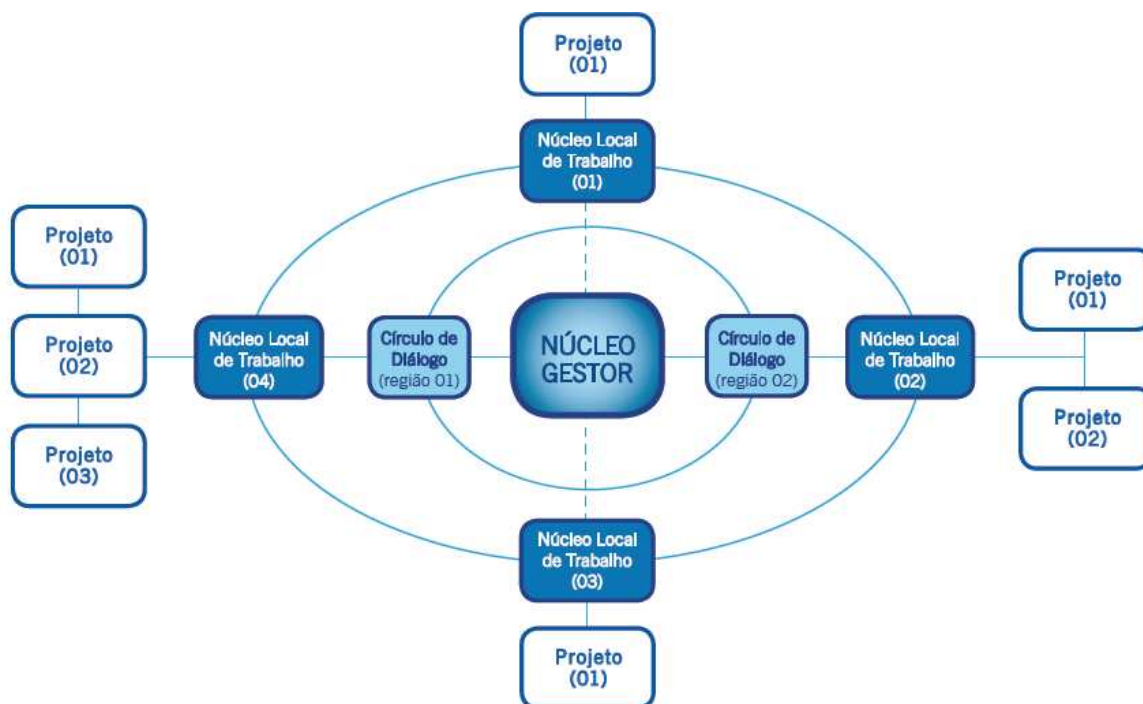 Projeto
(01)
Núcleo Local
de Trabalho
(01)
Projeto
(01)
Projeto
(02)
Projeto
(03)
Núcleo Local
de Trabalho
(04)
Círculo de
Diálogo
(região 01)
NÚCLEO
GESTOR
Círculo de
Diálogo
(região 02)
Núcleo Local
de Trabalho
(02)
Projeto
(01)
Projeto
(02)
Núcleo Local
de Trabalho
(03)
Projeto
(01)